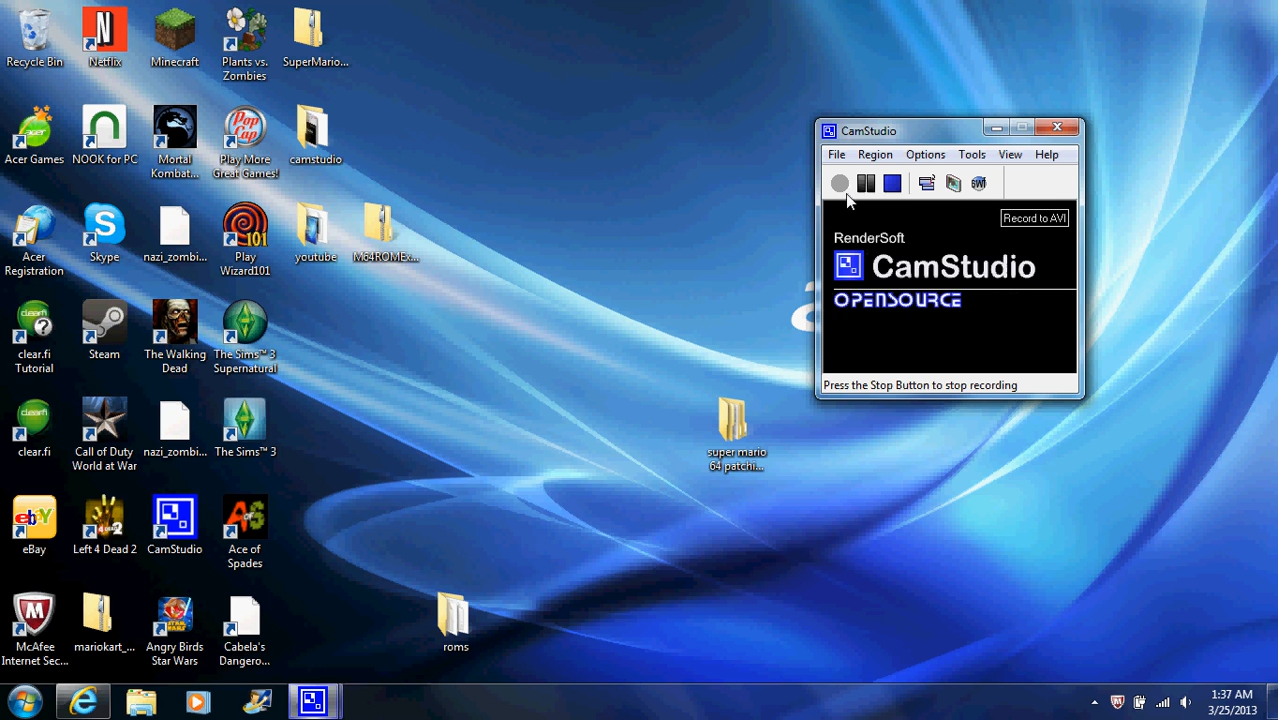 Recycle Bin
Netflix
Minecraft
Plants vs.
Zombies
SuperMario...
Acer Games
NOOK for PC
Mortal
Kombat...
Pop
Cap
Play More
Great Games!
camstudio
Acer
Registration
Skype
nazi_zombi...
101
Play
Wizard101
youtube
M64ROMEx...
clear.fi
Tutorial
Steam
The Walking
Dead
The Sims™ 3
Supernatural
clear.fi
Call of Duty
World at War
nazi_zombi...
The Sims™ 3
eBay
Left 4 Dead 2
CamStudio
Ace of
Spades
McAfee
Internet Sec...
mariokart_...
Angry Birds
Star Wars
Cabela's
Dangero...
roms
super mario
64 patchi...
CamStudio
File Region Options Tools View Help
Record to AVI
RenderSoft
CamStudio
OPENSOURCE
Press the Stop Button to stop recording
1:37 AM
3/25/2013